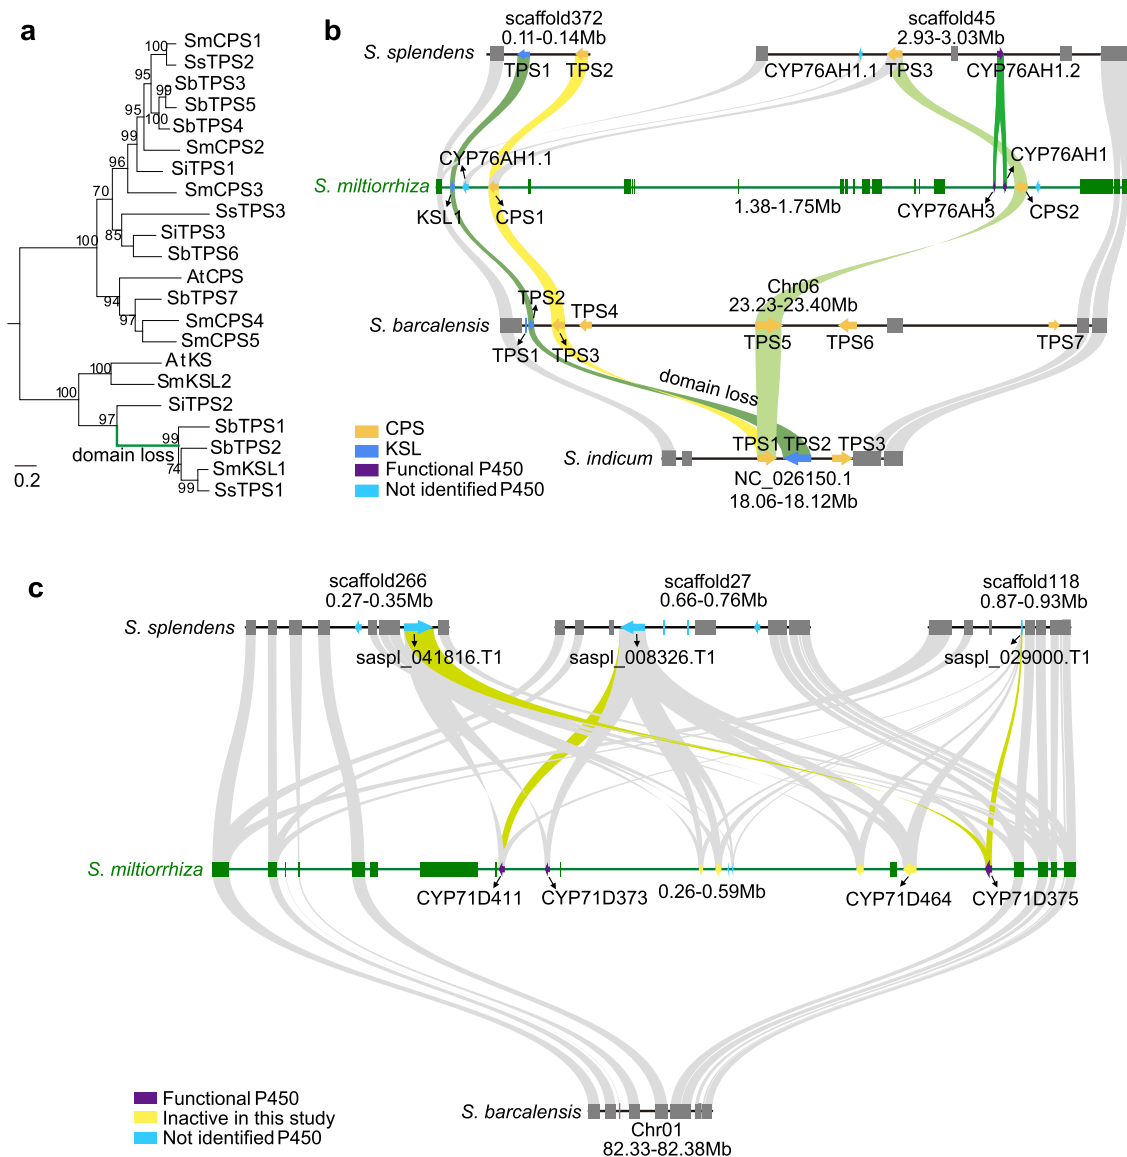 a
100
SmCPS1
SsTPS2
95
SbTPS3
99
SbTPS5
95
100
SbTPS4
99
SmCPS2
96
SiTPS1
70
SmCPS3
SsTPS3
100
85
SiTPS3
SbTPS6
AtCPS
94
SbTPS7
97
SmCPS4
SmCPS5
AtKS
100
SmKSL2
100
SiTPS2
97
SbTPS1
99
SbTPS2
domain loss
74
SmKSL1
99
SsTPS1
0.2
b
scaffold372
0.11-0.14Mb
scaffold45
2.93-3.03Mb
S. splendens
TPS1
TPS2
CYP76AH1.1
TPS3
CYP76AH1.2
CYP76AH1.1
CYP76AH1
S. miltiorrhiza
KSL1
CPS1
1.38-1.75Mb
CYP76AH3
CPS2
Chr06
23.23-23.40Mb
TPS2
TPS4
S. barcalensis
TPS1
TPS3
TPS5
TPS6
TPS7
domain loss
TPS1
TPS2
TPS3
S. indicum
NC_026150.1
18.06-18.12Mb
CPS
KSL
Functional P450
Not identified P450
c
scaffold266
0.27-0.35Mb
scaffold27
0.66-0.76Mb
scaffold118
0.87-0.93Mb
S. splendens
saspl_041816.T1
saspl_008326.T1
saspl_029000.T1
S. miltiorrhiza
CYP71D411
CYP71D373
0.26-0.59Mb
CYP71D464
CYP71D375
Functional P450
Inactive in this study
Not identified P450
S. barcalensis
Chr01
82.33-82.38Mb